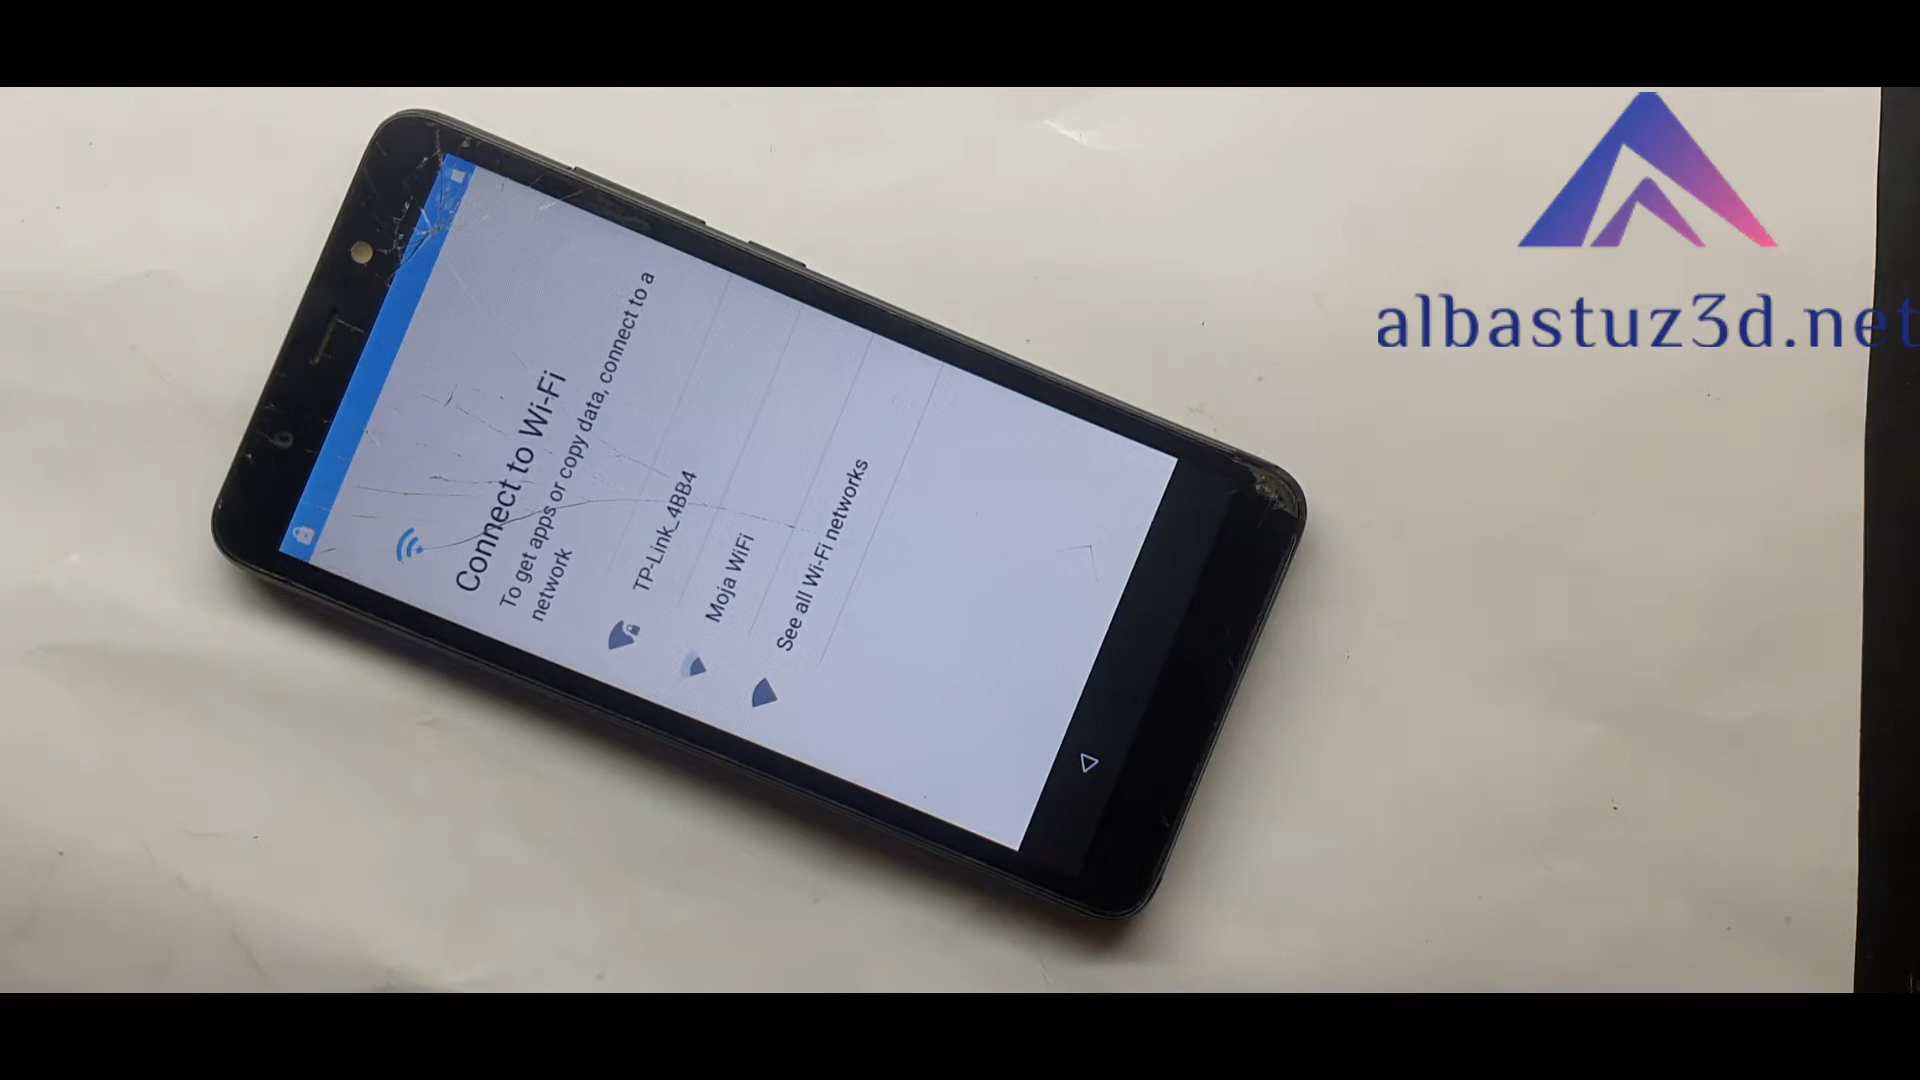 albastuz3d.net
Connect to Wi-Fi
To get apps or copy data, connect to a
network
TP-Link_4BB4
Moja WiFi
See all Wi-Fi networks